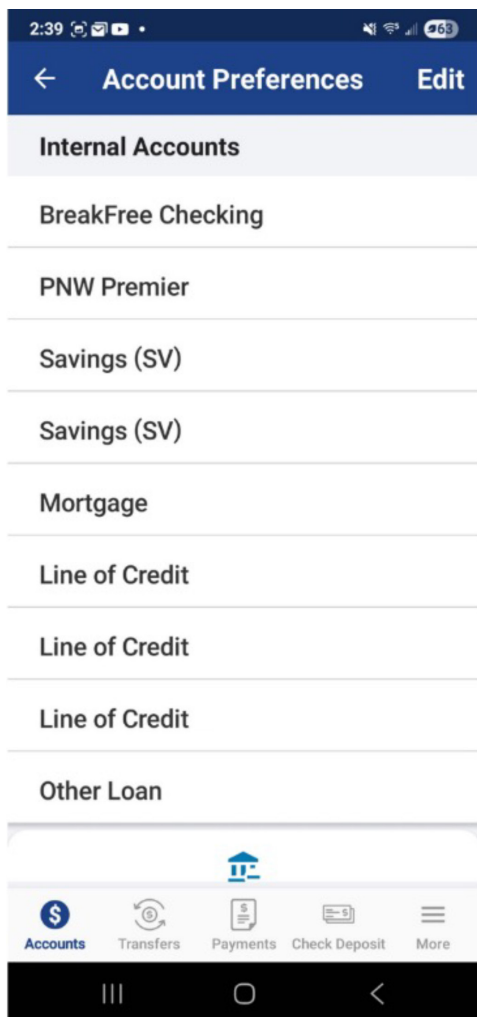 2:39
63
Account Preferences Edit
Internal Accounts
BreakFree Checking
PNW Premier
Savings (SV)
Savings (SV)
Mortgage
Line of Credit
Line of Credit
Line of Credit
Other Loan
Accounts Transfers Payments Check Deposit More